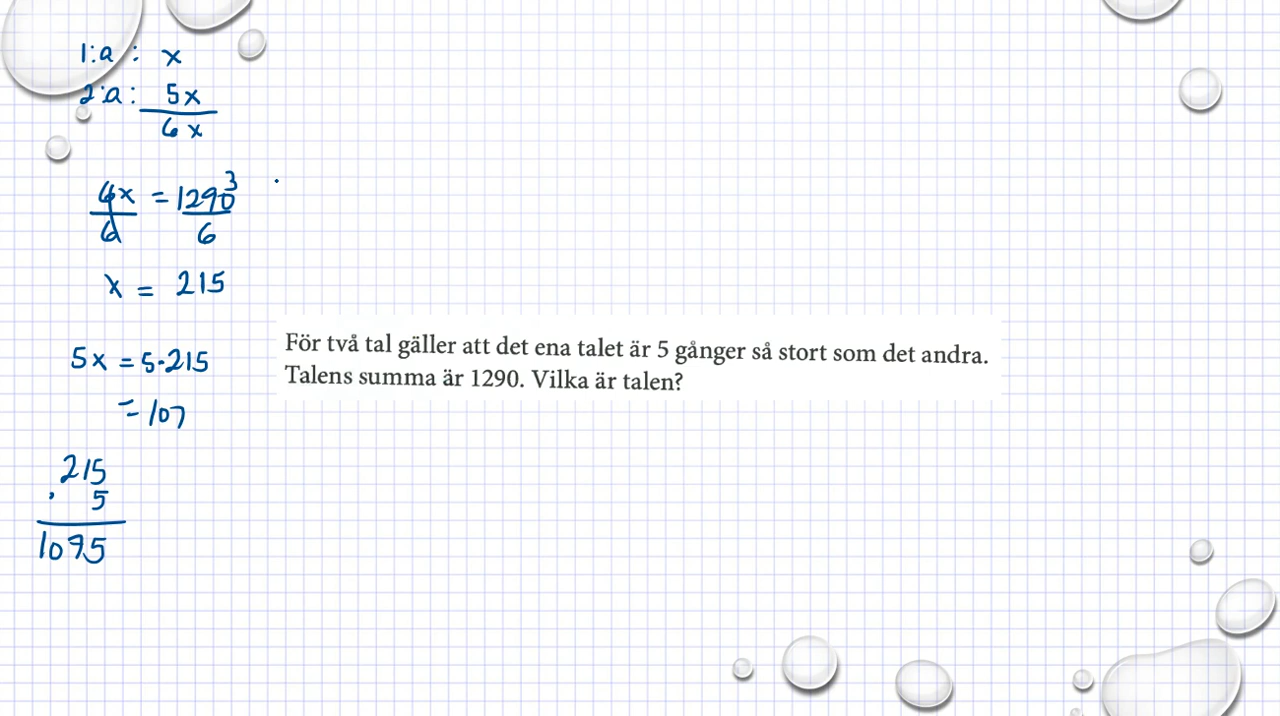 1:a : x
2:a: 5x
6x
6x = 1290 3
6 6
x = 215
5x = 5·215
= 107
215
· 5
1075
För två tal gäller att det ena talet är 5 gånger så stort som det andra.
Talens summa är 1290. Vilka är talen?